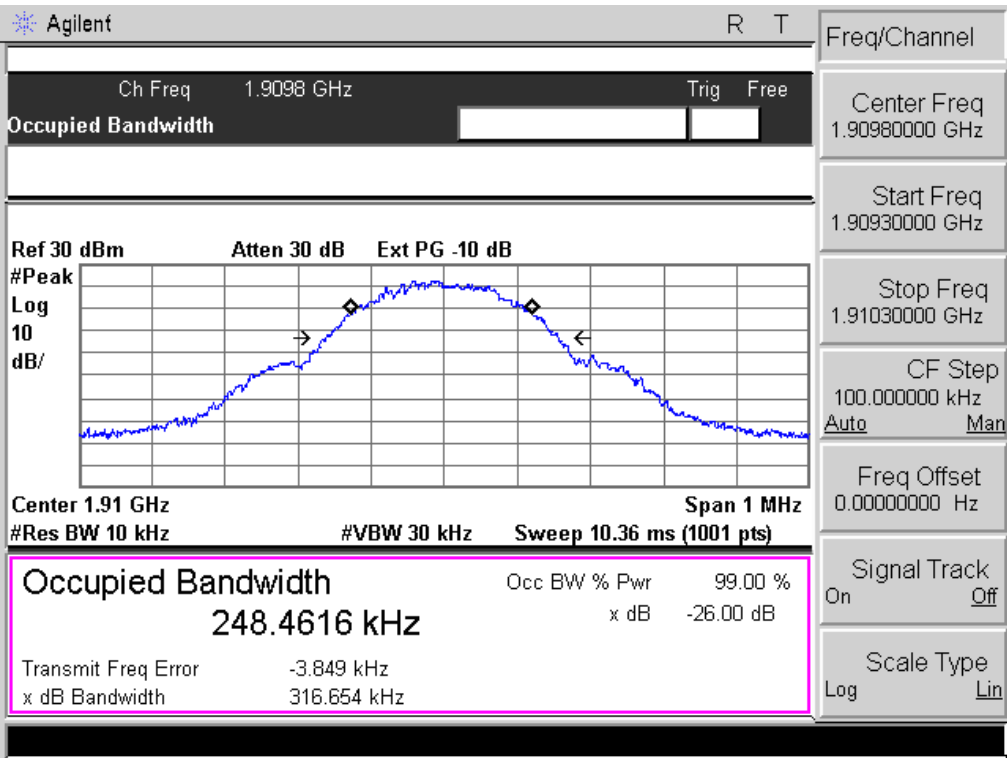 Agilent R T
Ch Freq 1.9098 GHz Trig Free
Occupied Bandwidth
Ref 30 dBm Atten 30 dB Ext PG -10 dB
#Peak
Log
10
dB/
Center 1.91 GHz Span 1 MHz
#Res BW 10 kHz #VBW 30 kHz Sweep 10.36 ms (1001 pts)
Occupied Bandwidth
248.4616 kHz
Occ BW % Pwr 99.00 %
x dB -26.00 dB
Transmit Freq Error -3.849 kHz
x dB Bandwidth 316.654 kHz
Freq/Channel
Center Freq
1.90980000 GHz
Start Freq
1.90930000 GHz
Stop Freq
1.91030000 GHz
CF Step
100.000000 kHz
Auto Man
Freq Offset
0.00000000 Hz
Signal Track
On Off
Scale Type
Log Lin